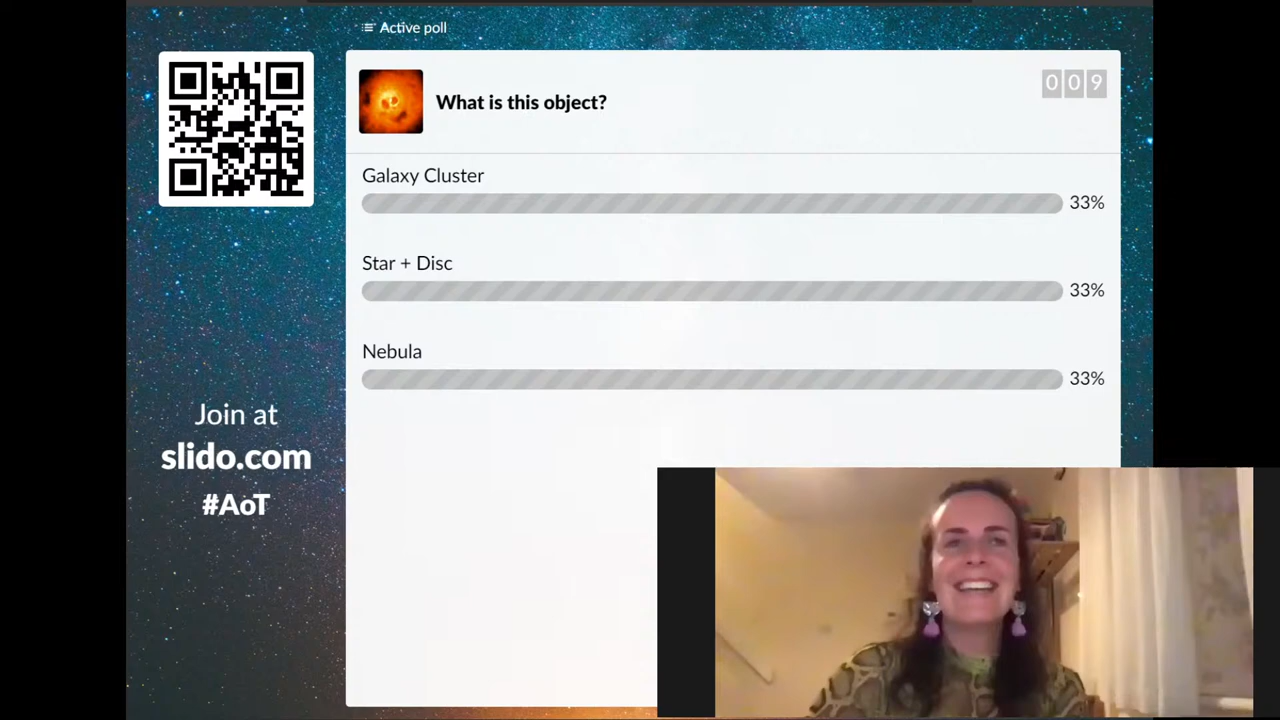 Active poll
What is this object?
009
Galaxy Cluster
33%
Star + Disc
33%
Nebula
33%
Join at
slido.com
#AoT